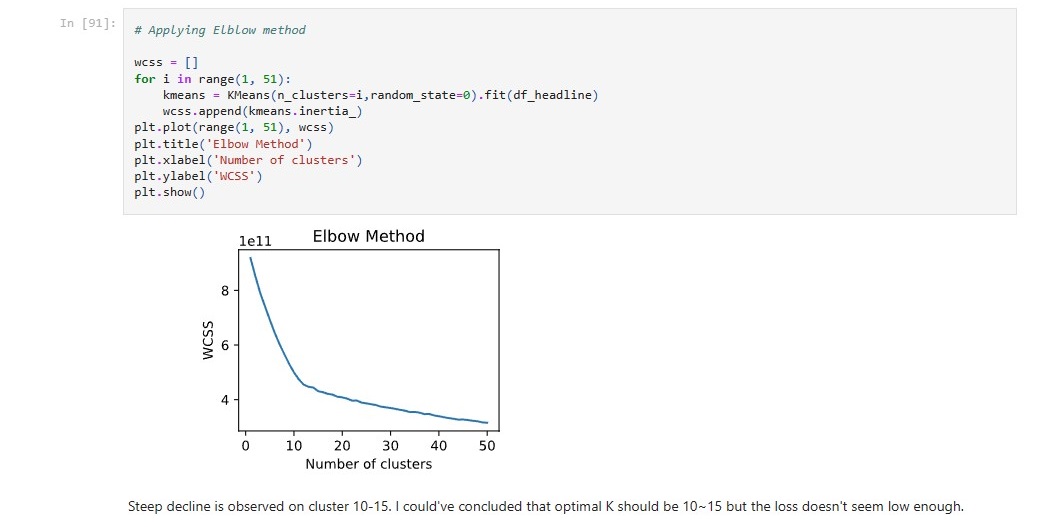 In [91]:
# Applying Elblow method
wcss = []
for i in range(1, 51):
    kmeans = KMeans(n_clusters=i,random_state=0).fit(df_headline)
    wcss.append(kmeans.inertia_)
plt.plot(range(1, 51), wcss)
plt.title('Elbow Method')
plt.xlabel('Number of clusters')
plt.ylabel('WCSS')
plt.show()
1e11
Elbow Method
8
6
4
WCSS
0 10 20 30 40 50
Number of clusters
Steep decline is observed on cluster 10-15. I could've concluded that optimal K should be 10~15 but the loss doesn't seem low enough.